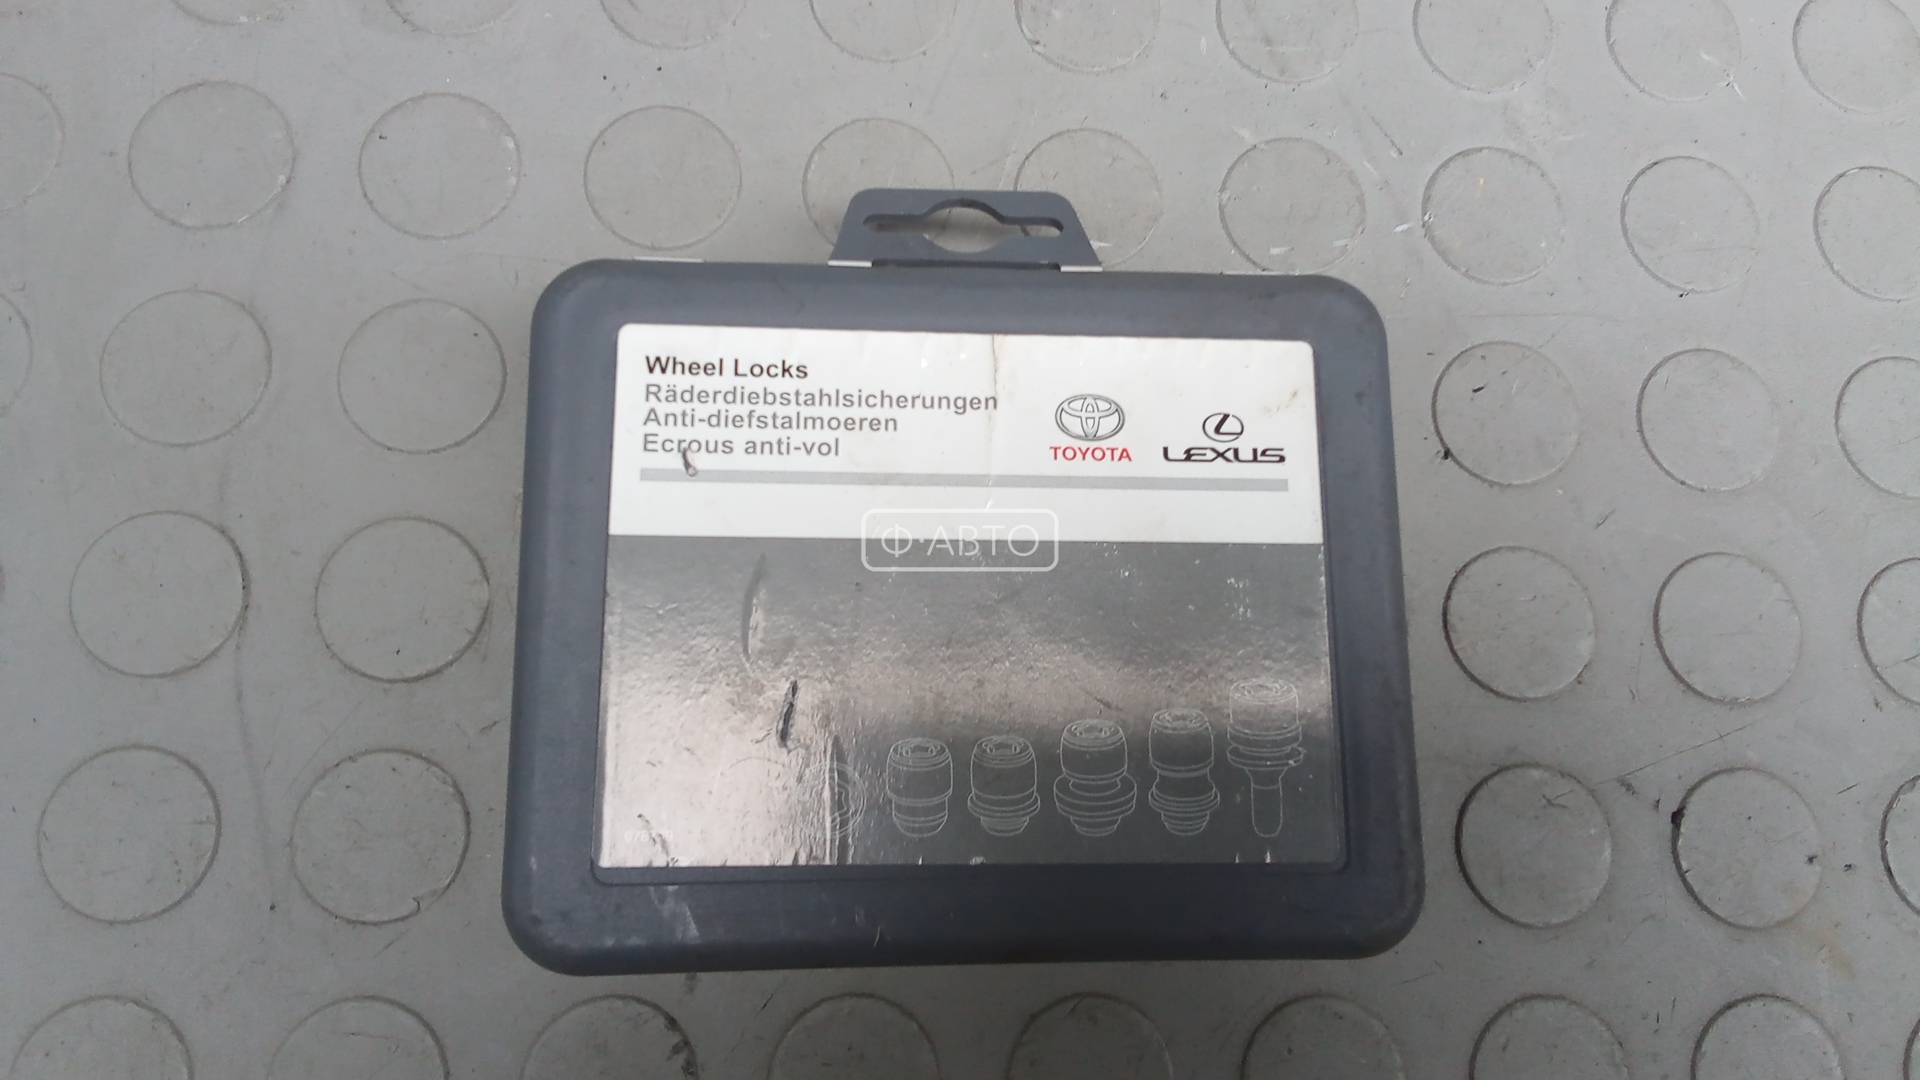 Wheel Locks
Räderdiebstahlsicherungen
Anti-diefstalmoeren
Ecrous anti-vol
TOYOTA
LEXUS
Ф·АВТО